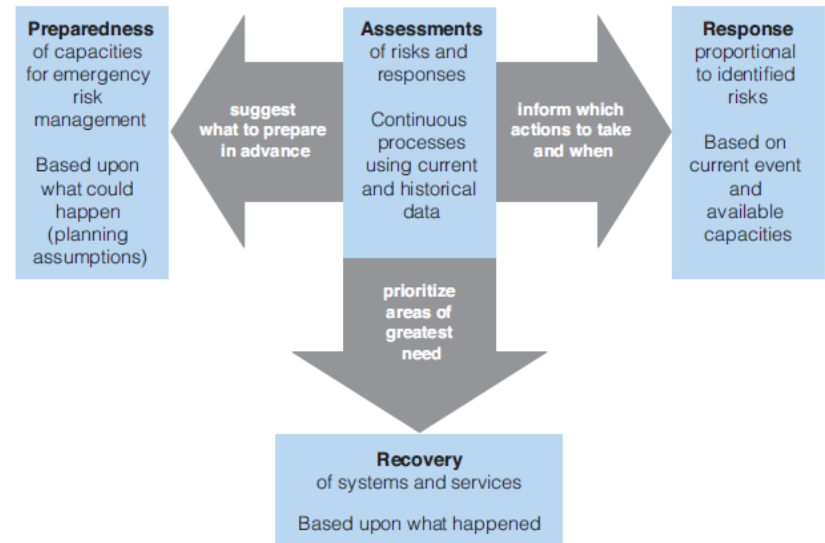 Preparedness
of capacities
for emergency
risk
management
Based upon
what could
happen
(planning
assumptions)
suggest
what to prepare
in advance
Assessments
of risks and
responses
Continuous
processes
using current
and historical
data
inform which
actions to take
and when
Response
proportional
to identified
risks
Based on
current event
and
available
capacities
prioritize
areas of
greatest
need
Recovery
of systems and services
Based upon what happened